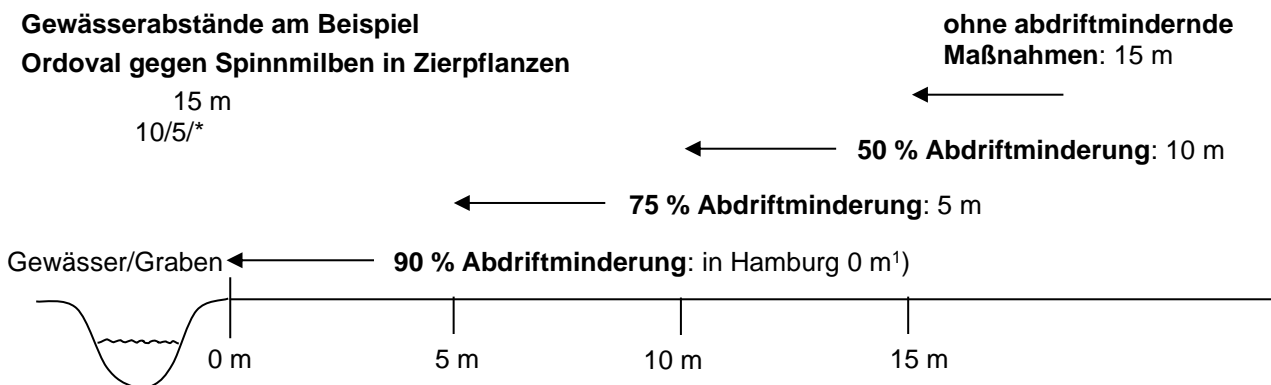 Gewässerabstände am Beispiel
Ordoval gegen Spinnmilben in Zierpflanzen
15 m
10/5/*
ohne abdriftmindernde
Maßnahmen: 15 m
50 % Abdriftminderung: 10 m
75 % Abdriftminderung: 5 m
Gewässer/Graben
90 % Abdriftminderung: in Hamburg 0 m¹)
0 m
5 m
10 m
15 m